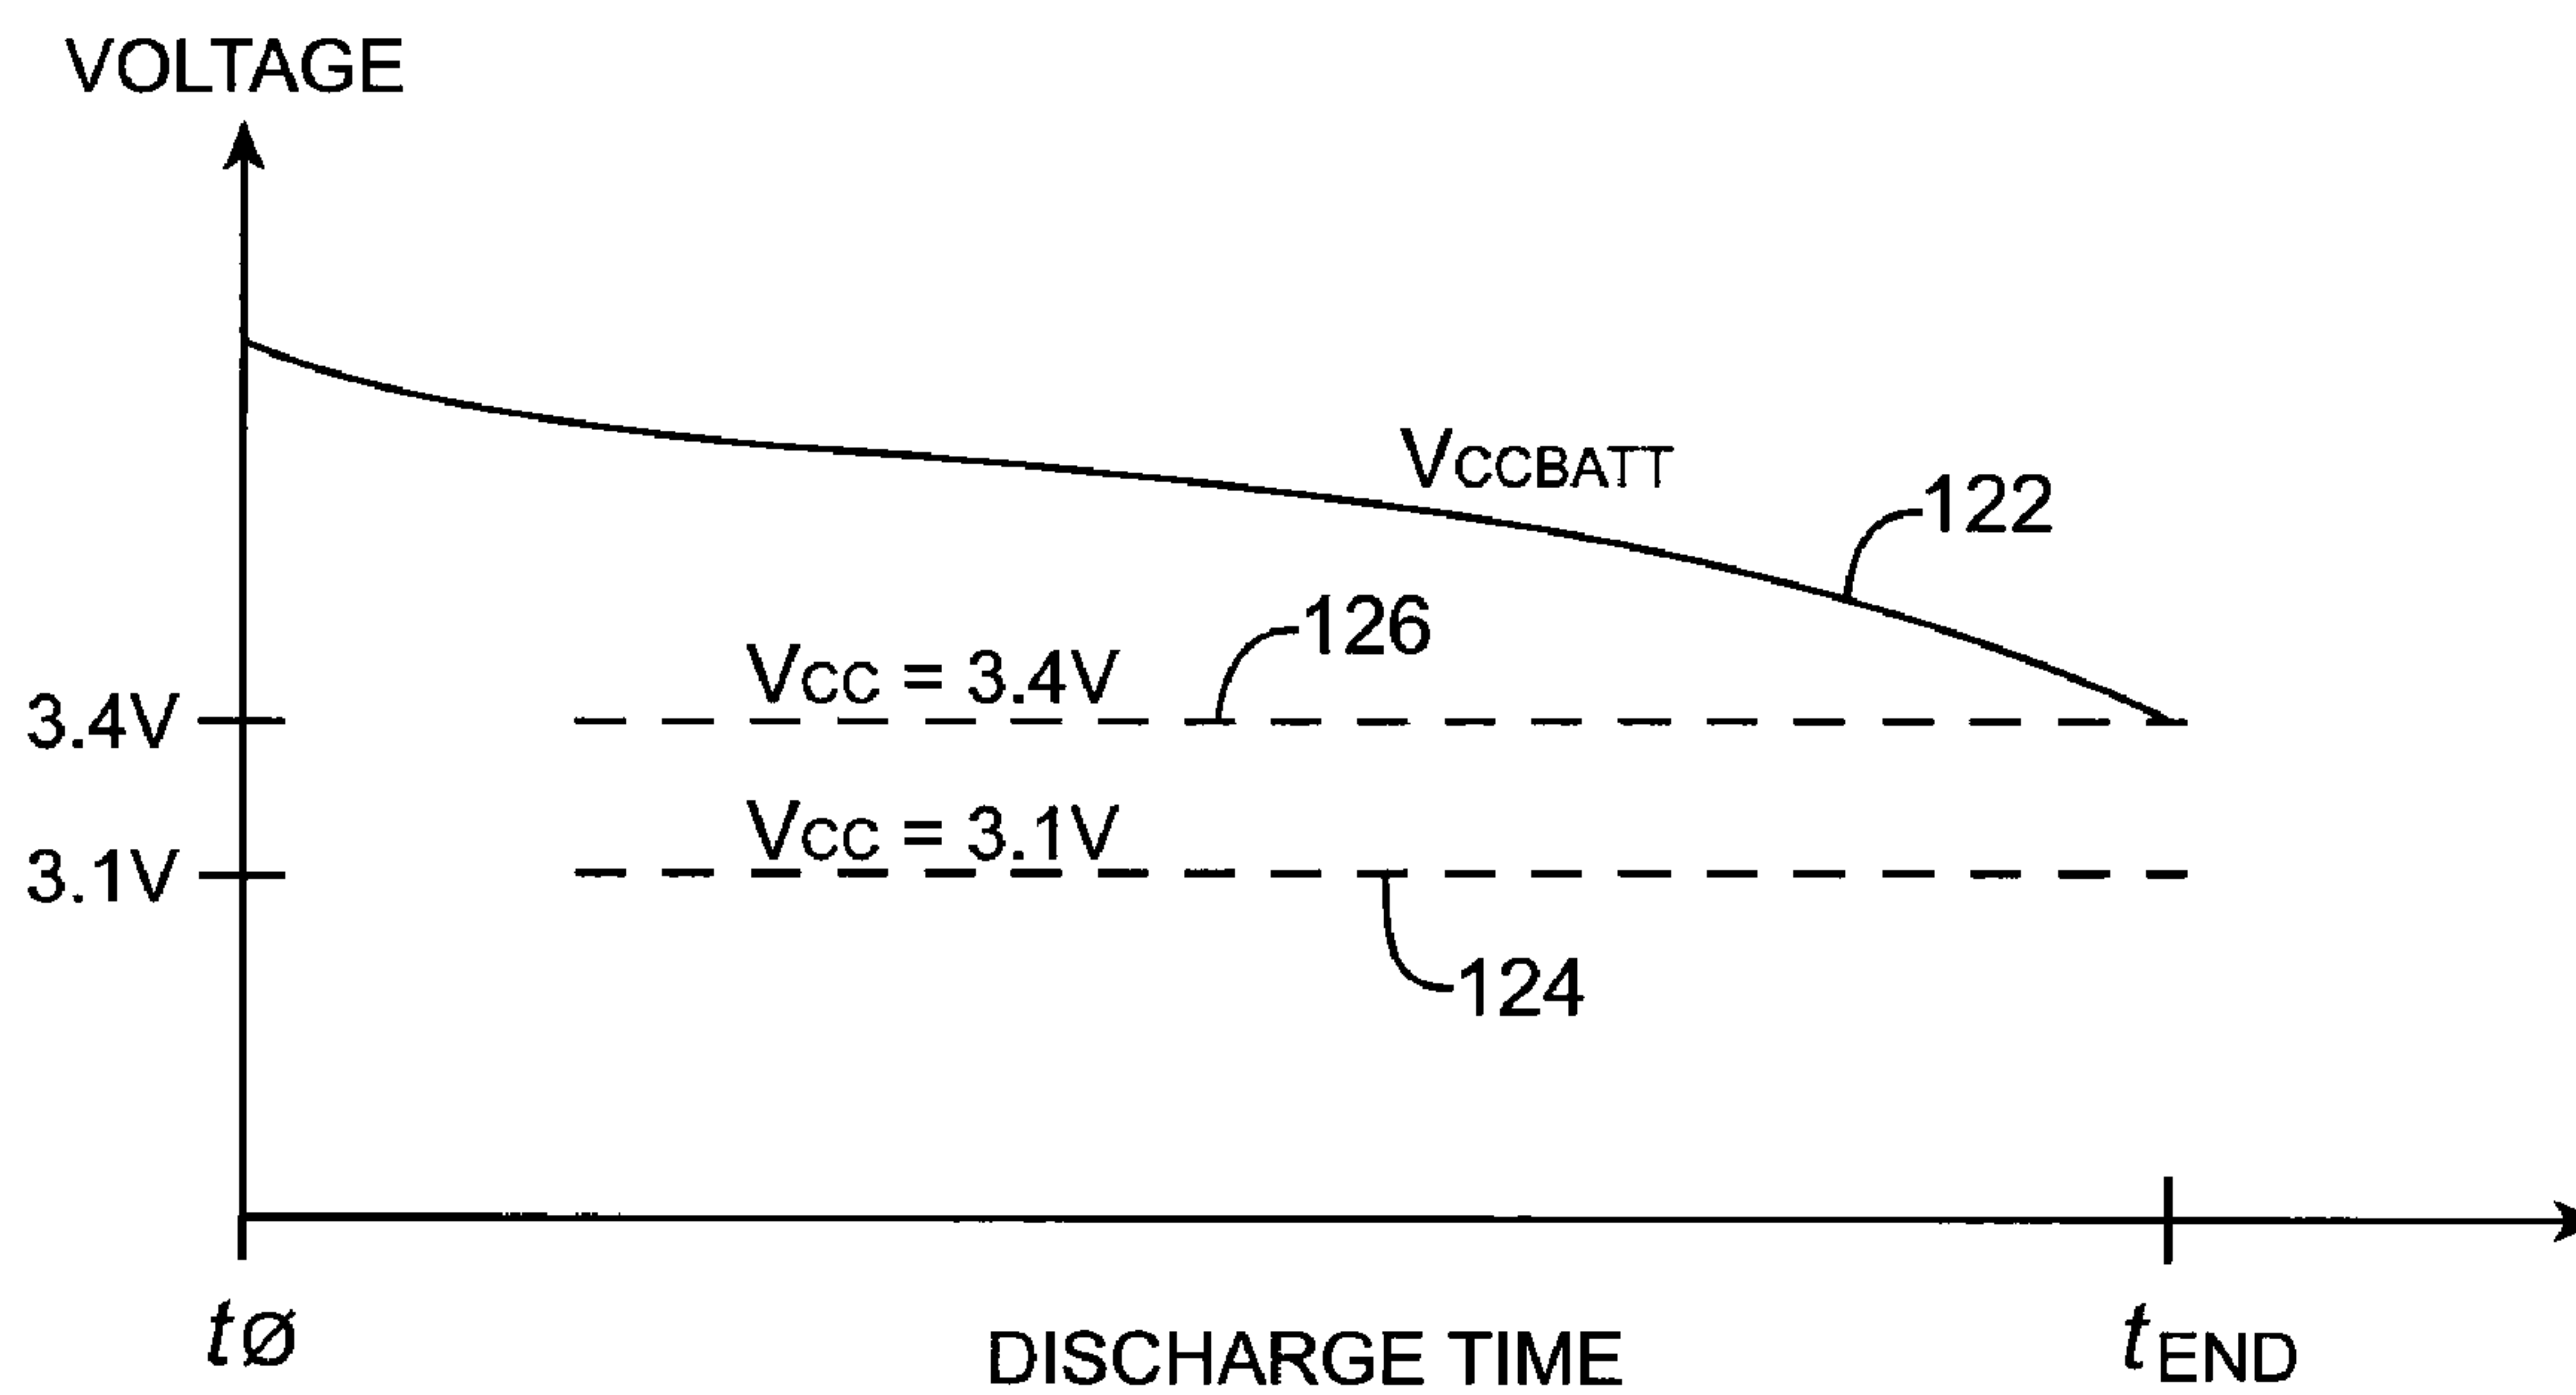 VOLTAGE
VCCBATT
122
126
VCC = 3.4V
3.4V
VCC = 3.1V
3.1V
124
tØ
DISCHARGE TIME
tEND